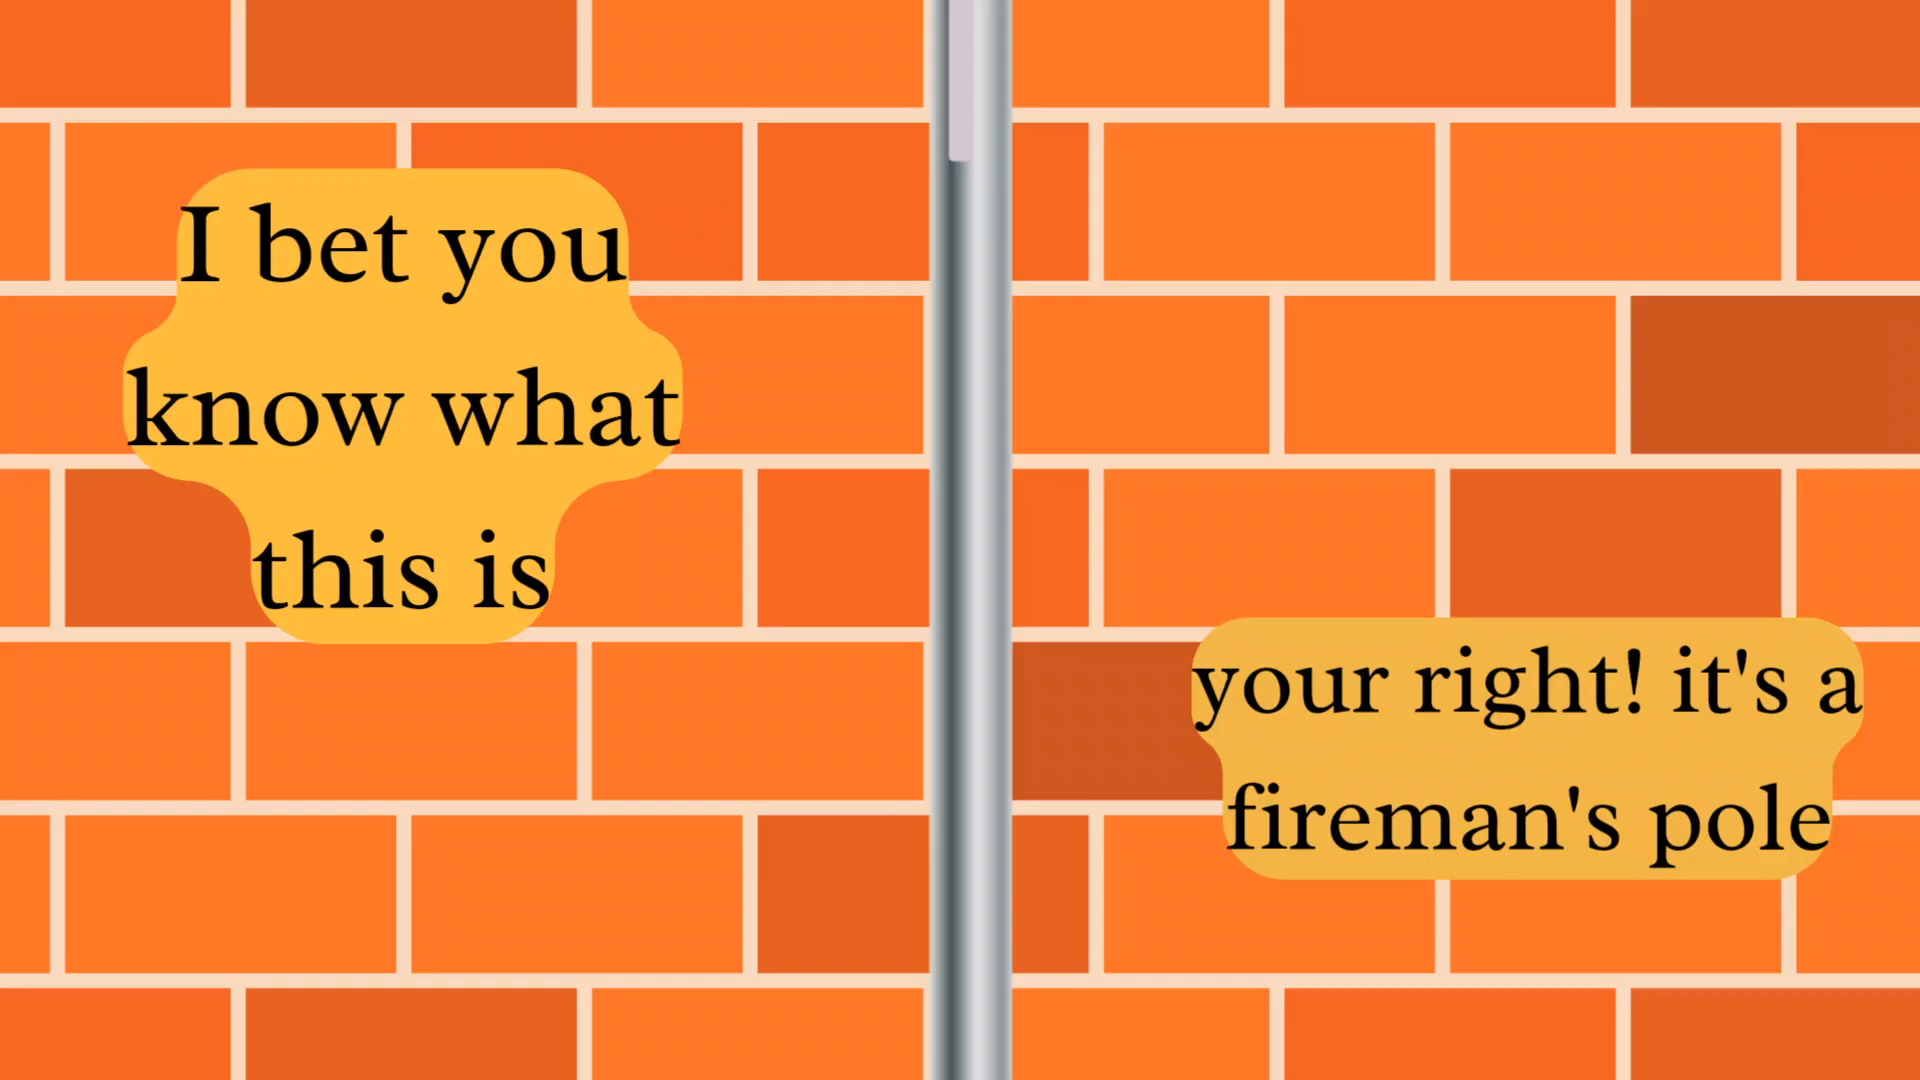 I bet you
know what
this is
your right! it's a
fireman's pole